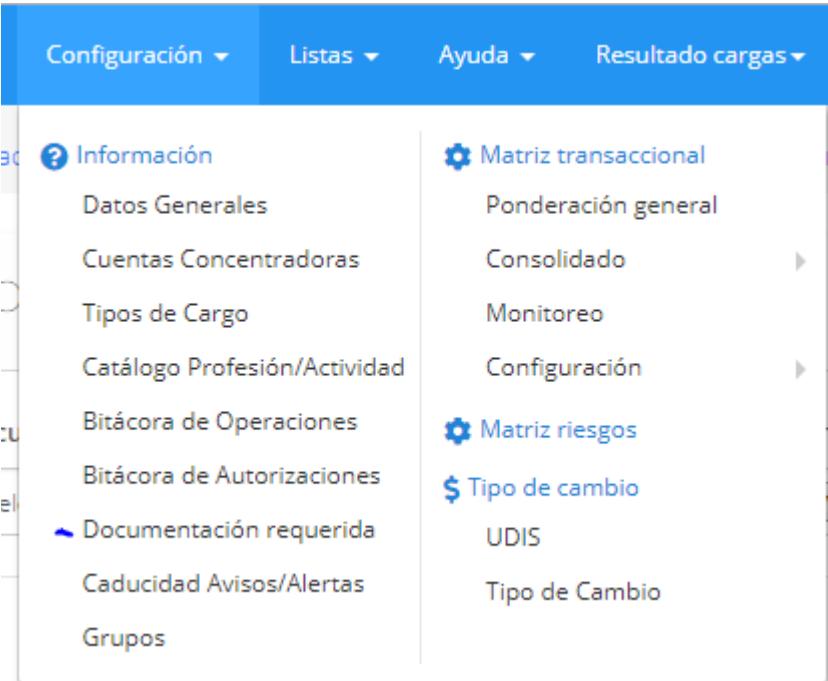 Configuración
Listas
Ayuda
Resultado cargas
Información
Datos Generales
Cuentas Concentradoras
Tipos de Cargo
Catálogo Profesión/Actividad
Bitácora de Operaciones
Bitácora de Autorizaciones
Documentación requerida
Caducidad Avisos/Alertas
Grupos
Matriz transaccional
Ponderación general
Consolidado
Monitoreo
Configuración
Matriz riesgos
$ Tipo de cambio
UDIS
Tipo de Cambio